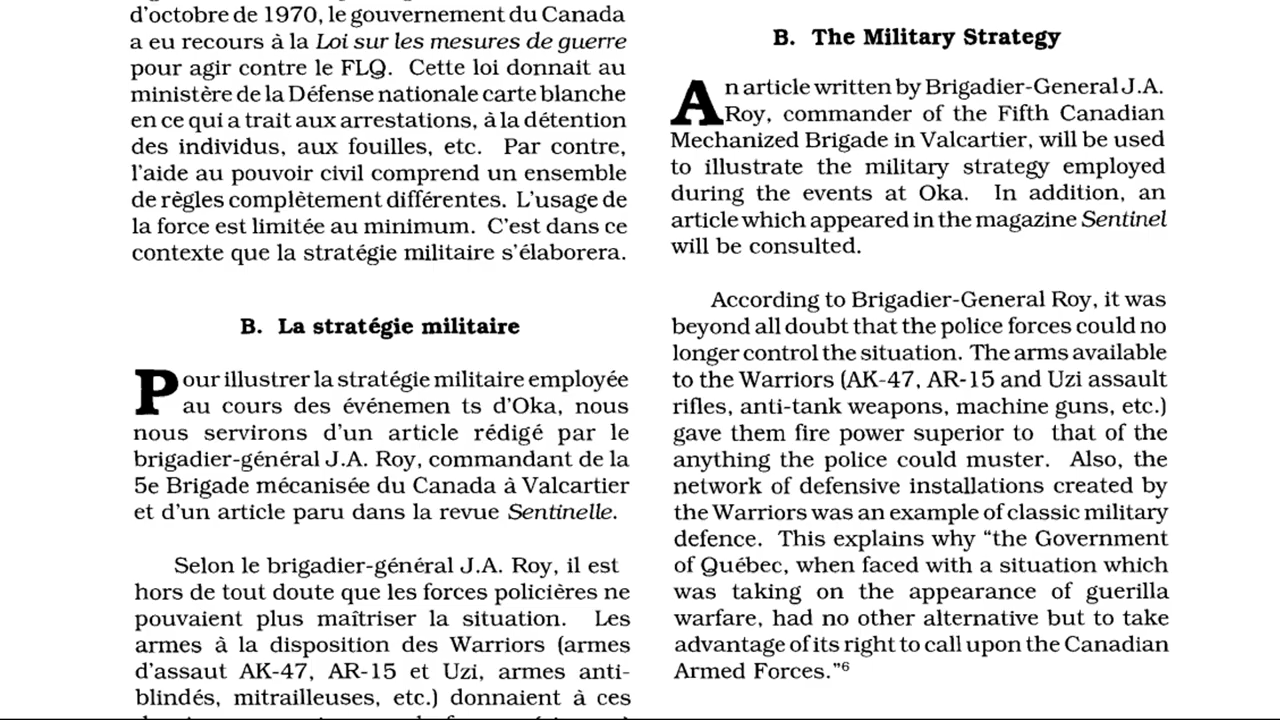 d'octobre de 1970, le gouvernement du Canada
a eu recours à la Loi sur les mesures de guerre
pour agir contre le FLQ. Cette loi donnait au
ministère de la Défense nationale carte blanche
en ce qui a trait aux arrestations, à la détention
des individus, aux fouilles, etc. Par contre,
l'aide au pouvoir civil comprend un ensemble
de règles complètement différentes. L'usage de
la force est limitée au minimum. C'est dans ce
contexte que la stratégie militaire s'élaborera.
B. La stratégie militaire
Pour illustrer la stratégie militaire employée
au cours des événemen ts d'Oka, nous
nous servirons d'un article rédigé par le
brigadier-général J.A. Roy, commandant de la
5e Brigade mécanisée du Canada à Valcartier
et d'un article paru dans la revue Sentinelle.
Selon le brigadier-général J.A. Roy, il est
hors de tout doute que les forces policières ne
pouvaient plus maîtriser la situation. Les
armes à la disposition des Warriors (armes
d'assaut AK-47, AR-15 et Uzi, armes anti-
blindés, mitrailleuses, etc.) donnaient à ces
B. The Military Strategy
An article written by Brigadier-General J.A.
Roy, commander of the Fifth Canadian
Mechanized Brigade in Valcartier, will be used
to illustrate the military strategy employed
during the events at Oka. In addition, an
article which appeared in the magazine Sentinel
will be consulted.
According to Brigadier-General Roy, it was
beyond all doubt that the police forces could no
longer control the situation. The arms available
to the Warriors (AK-47, AR-15 and Uzi assault
rifles, anti-tank weapons, machine guns, etc.)
gave them fire power superior to that of the
anything the police could muster. Also, the
network of defensive installations created by
the Warriors was an example of classic military
defence. This explains why “the Government
of Québec, when faced with a situation which
was taking on the appearance of guerilla
warfare, had no other alternative but to take
advantage of its right to call upon the Canadian
Armed Forces.”6